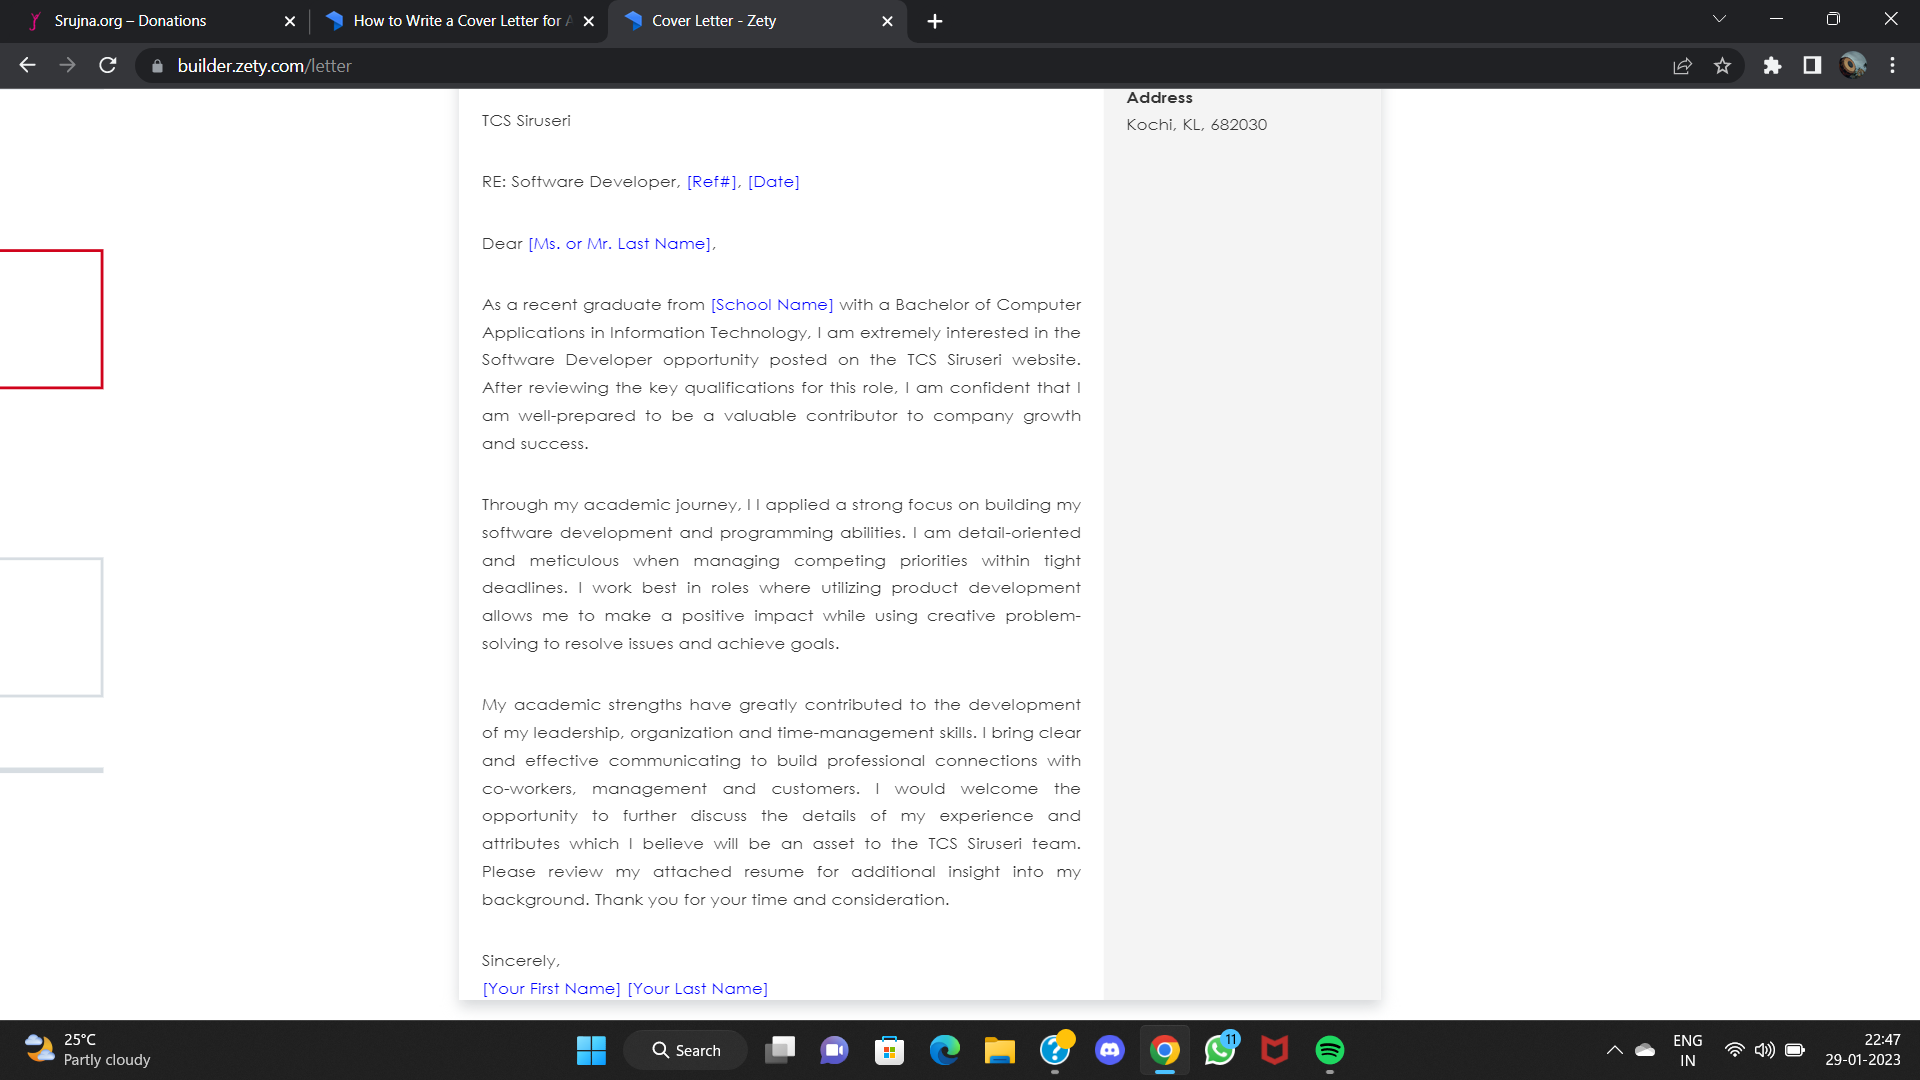 Srujna.org – Donations
How to Write a Cover Letter for
Cover Letter - Zety
builder.zety.com/letter
TCS Siruseri
RE: Software Developer, [Ref#], [Date]
Dear [Ms. or Mr. Last Name],
As a recent graduate from [School Name] with a Bachelor of Computer
Applications in Information Technology, I am extremely interested in the
Software Developer opportunity posted on the TCS Siruseri website.
After reviewing the key qualifications for this role, I am confident that I
am well-prepared to be a valuable contributor to company growth
and success.
Through my academic journey, I I applied a strong focus on building my
software development and programming abilities. I am detail-oriented
and meticulous when managing competing priorities within tight
deadlines. I work best in roles where utilizing product development
allows me to make a positive impact while using creative problem-
solving to resolve issues and achieve goals.
My academic strengths have greatly contributed to the development
of my leadership, organization and time-management skills. I bring clear
and effective communicating to build professional connections with
co-workers, management and customers. I would welcome the
opportunity to further discuss the details of my experience and
attributes which I believe will be an asset to the TCS Siruseri team.
Please review my attached resume for additional insight into my
background. Thank you for your time and consideration.
Sincerely,
[Your First Name] [Your Last Name]
Address
Kochi, KL, 682030
25°C
Partly cloudy
Search
11
ENG
IN
22:47
29-01-2023